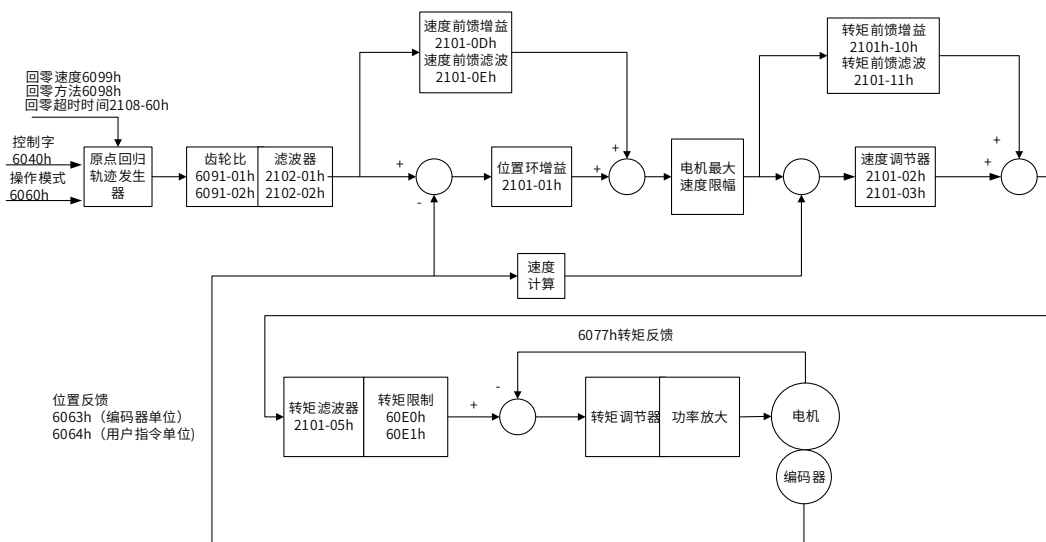 速度前馈增益
2101-0Dh
速度前馈滤波
2101-0Eh
转矩前馈增益
2101h-10h
转矩前馈滤波
2101-11h
回零速度6099h
回零方法6098h
回零超时时间2108-60h
控制字
6040h
操作模式
6060h
原点回归
轨迹发生
器
齿轮比
6091-01h
6091-02h
滤波器
2102-01h
2102-02h
+
-
位置环增益
2101-01h
+
+
电机最大
速度限幅
速度调节器
2101-02h
2101-03h
+
+
速度
计算
6077h转矩反馈
位置反馈
6063h（编码器单位）
6064h（用户指令单位)
转矩滤波器
2101-05h
转矩限制
60E0h
60E1h
+
-
转矩调节器
功率放大
电机
编码器